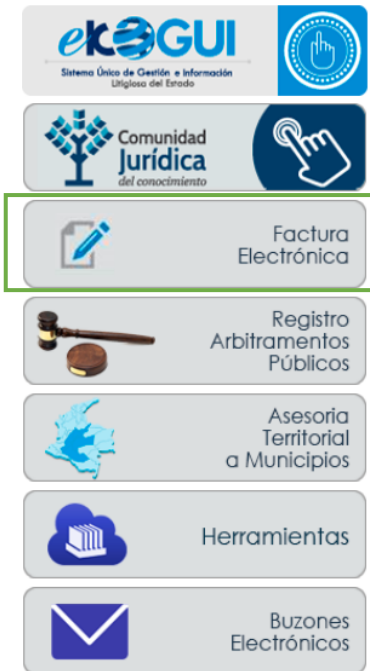 ekOGUI
Sistema Único de Gestión e Información
Litigiosa del Estado
Comunidad
Jurídica
del conocimiento
Factura
Electrónica
Registro
Arbitramentos
Públicos
Asesoria
Territorial
a Municipios
Herramientas
Buzones
Electrónicos